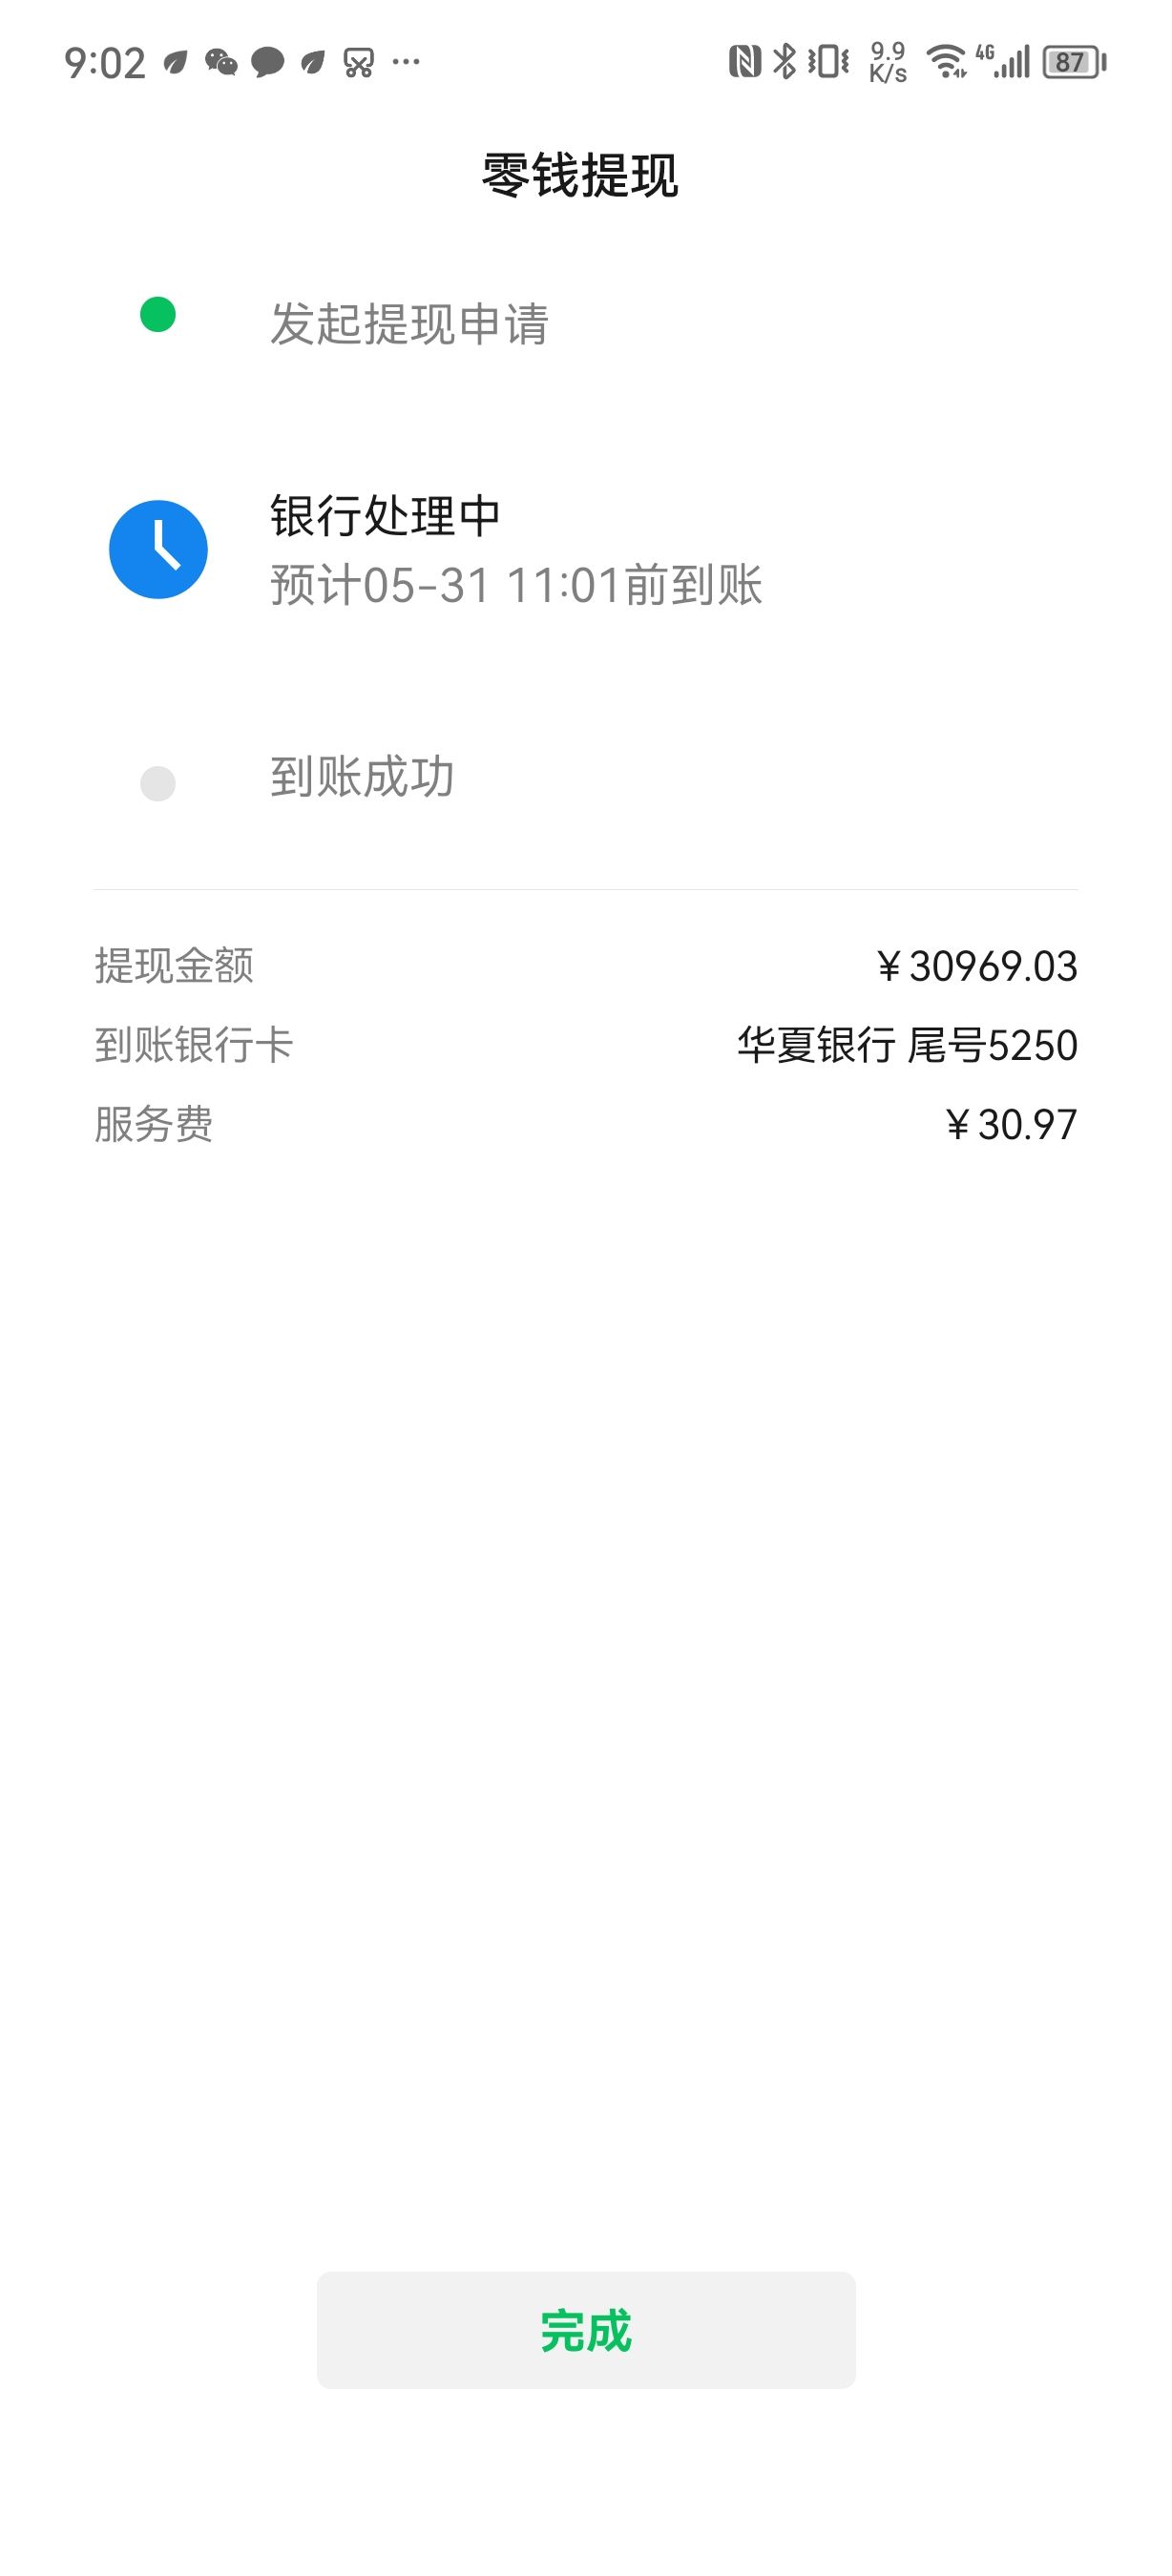 9:02
9.9
K/s
4G
87
零钱提现
发起提现申请
银行处理中
预计05-31 11:01前到账
到账成功
提现金额 ¥30969.03
到账银行卡 华夏银行 尾号5250
服务费 ¥30.97
完成